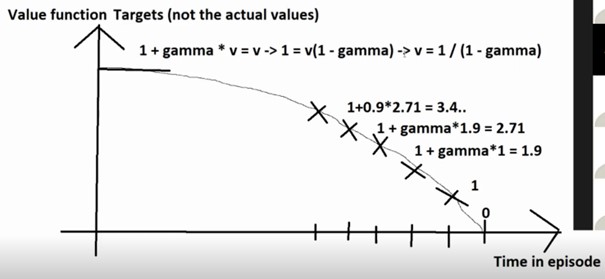 Value function Targets (not the actual values)
1 + gamma * v = v -> 1 = v(1 - gamma) -> v = 1 / (1 - gamma)
1+0.9*2.71 = 3.4..
1 + gamma*1.9 = 2.71
1 + gamma*1 = 1.9
1
0
Time in episode